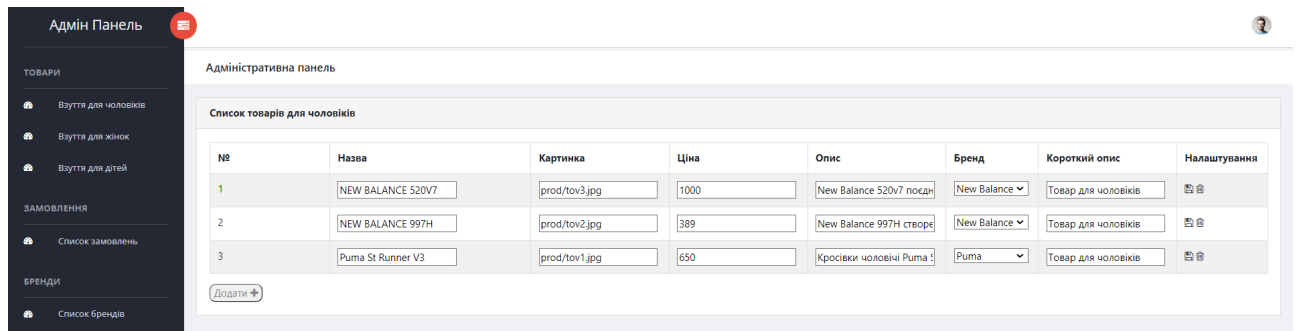 Адмін Панель
Адміністративна панель
ТОВАРИ
Взуття для чоловіків
Взуття для жінок
Взуття для дітей
ЗАМОВЛЕННЯ
Список замовлень
БРЕНДИ
Список брендів
Список товарів для чоловіків
№ Назва Картинка Ціна Опис Бренд Короткий опис Налаштування
1 NEW BALANCE 520V7 prod/tov3.jpg 1000 New Balance 520v7 поєдн New Balance Товар для чоловіків
2 NEW BALANCE 997H prod/tov2.jpg 389 New Balance 997H створе New Balance Товар для чоловіків
3 Puma St Runner V3 prod/tov1.jpg 650 Кросівки чоловічі Puma S Puma Товар для чоловіків
Додати